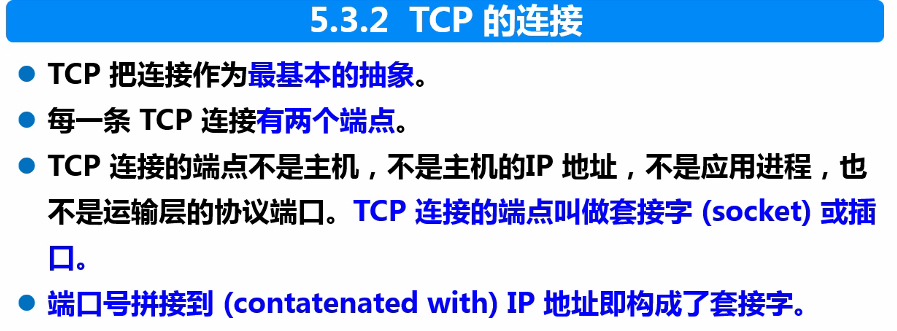 5.3.2 TCP 的连接
● TCP 把连接作为最基本的抽象。
● 每一条 TCP 连接有两个端点。
● TCP 连接的端点不是主机，不是主机的IP 地址，不是应用进程，也
不是运输层的协议端口。TCP 连接的端点叫做套接字 (socket) 或插
口。
● 端口号拼接到 (contatenated with) IP 地址即构成了套接字。